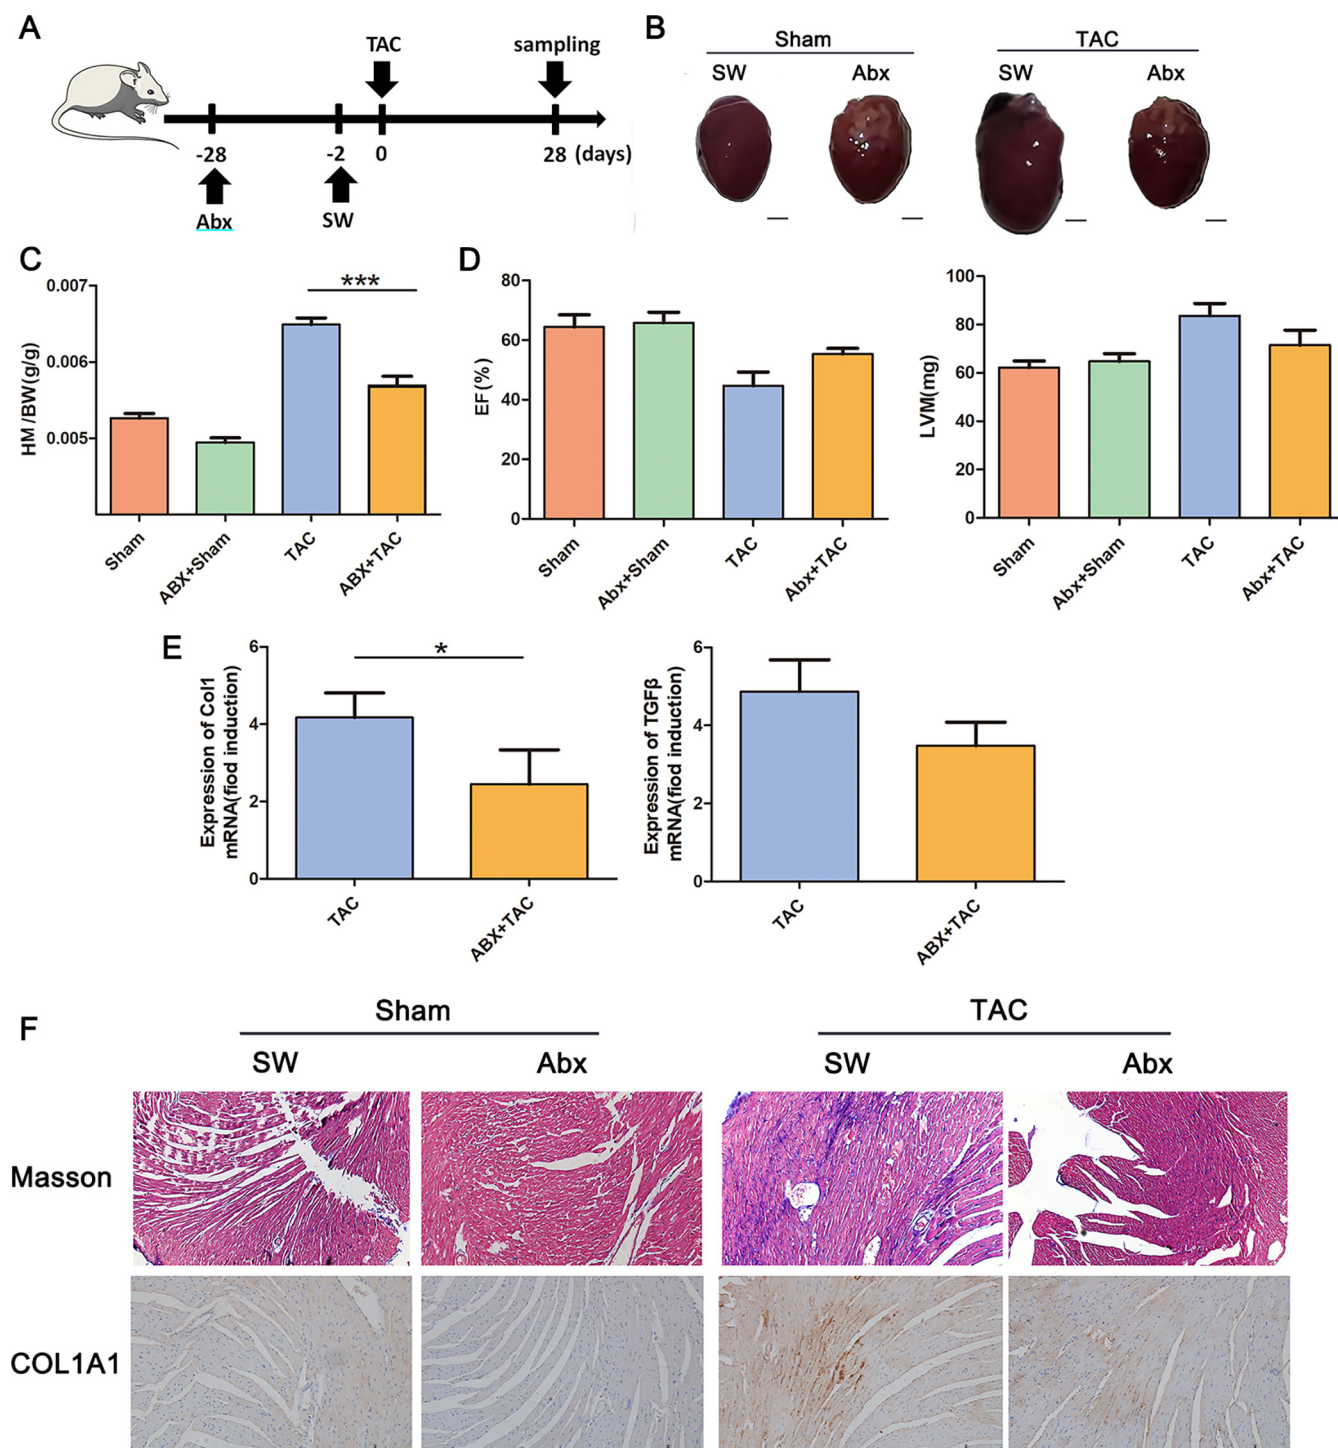 A
TAC
sampling
-28
-2
0
28 (days)
Abx
SW
B
Sham
TAC
SW
Abx
SW
Abx
C
HM/BW(g/g)
0.007
0.006
0.005
***
Sham
ABX+Sham
TAC
ABX+TAC
D
EF(%)
80
60
40
20
0
Sham
Abx+Sham
TAC
Abx+TAC
LVM(mg)
100
80
60
40
20
0
Sham
Abx+Sham
TAC
Abx+TAC
E
Expression of Col1
mRNA(fiod induction)
6
4
2
0
*
TAC
ABX+TAC
Expression of TGFβ
mRNA(fiod induction)
6
4
2
0
TAC
ABX+TAC
F
Sham
TAC
SW
Abx
SW
Abx
Masson
COL1A1